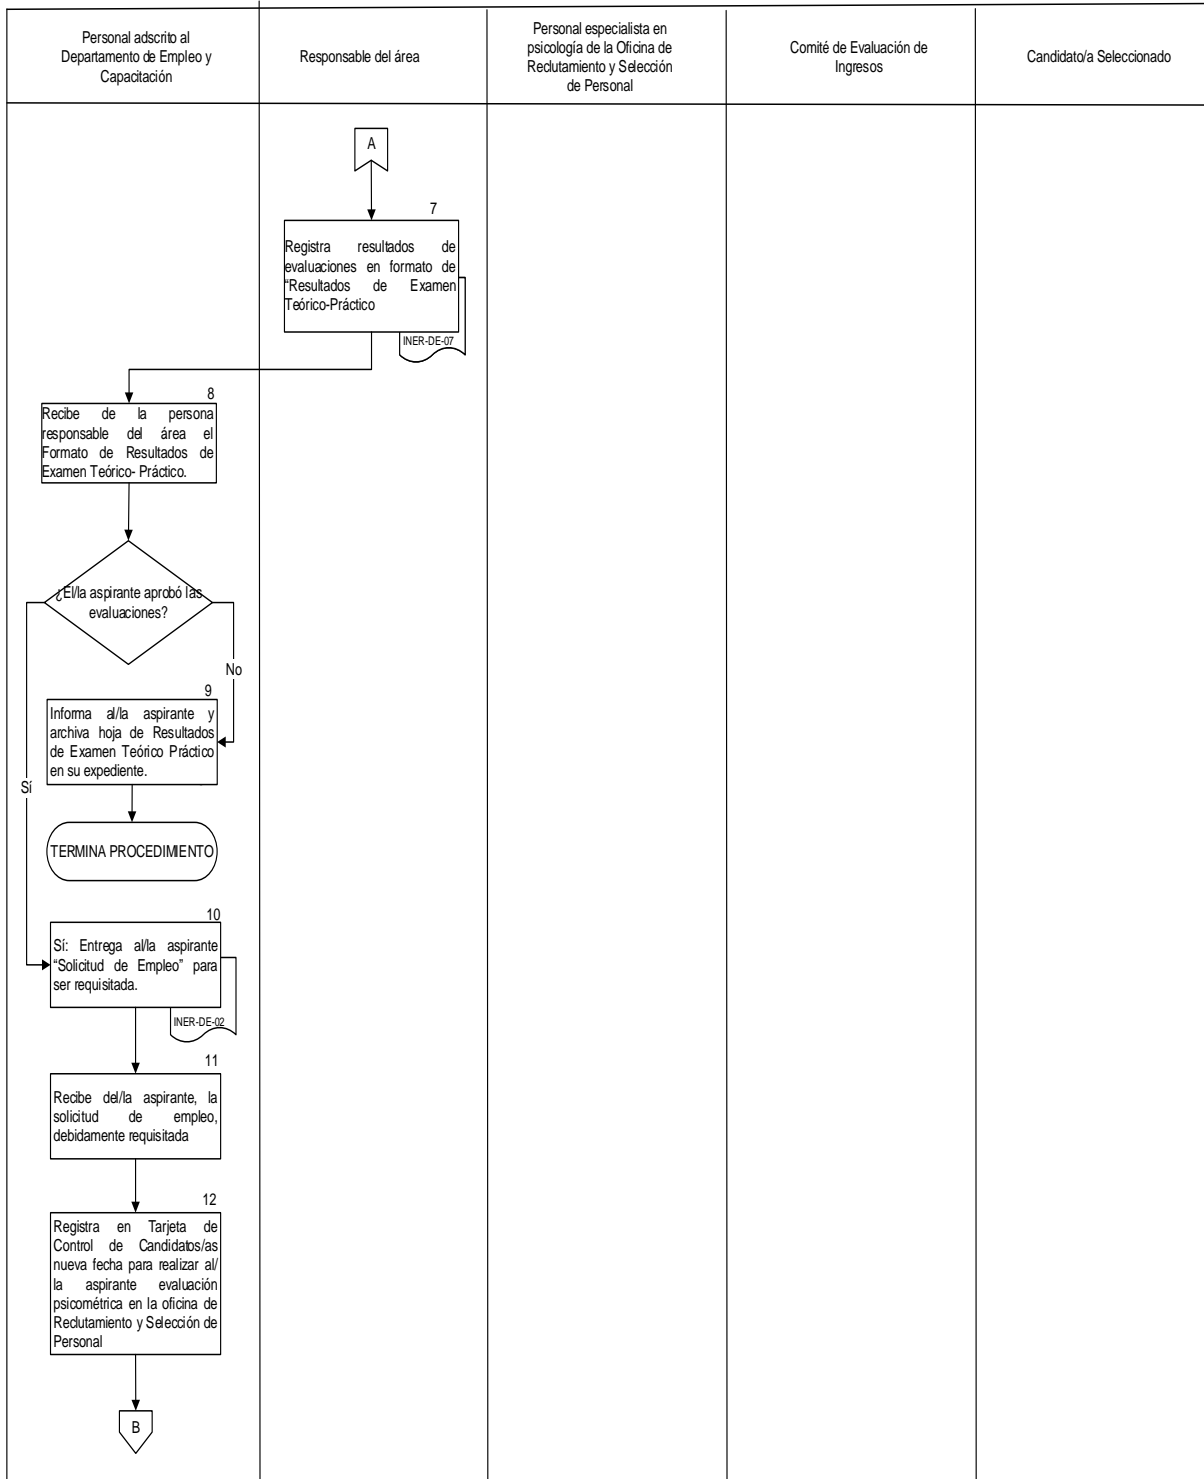 Personal adscrito al
Departamento de Empleo y
Capacitación
Responsable del área
Personal especialista en
psicología de la Oficina de
Reclutamiento y Selección
de Personal
Comité de Evaluación de
Ingresos
Candidato/a Seleccionado
A
7
Registra resultados de
evaluaciones en formato de
“Resultados de Examen
Teórico-Práctico
INER-DE-07
8
Recibe de la persona
responsable del área el
Formato de Resultados de
Examen Teórico- Práctico.
¿El/la aspirante aprobó las
evaluaciones?
No
9
Informa al/la aspirante y
archiva hoja de Resultados
de Examen Teórico Práctico
en su expediente.
Sí
TERMINA PROCEDIMIENTO
10
Sí: Entrega al/la aspirante
“Solicitud de Empleo” para
ser requisitada.
INER-DE-02
11
Recibe del/la aspirante, la
solicitud de empleo,
debidamente requisitada
12
Registra en Tarjeta de
Control de Candidatos/as
nueva fecha para realizar al/
la aspirante evaluación
psicométrica en la oficina de
Reclutamiento y Selección de
Personal
B